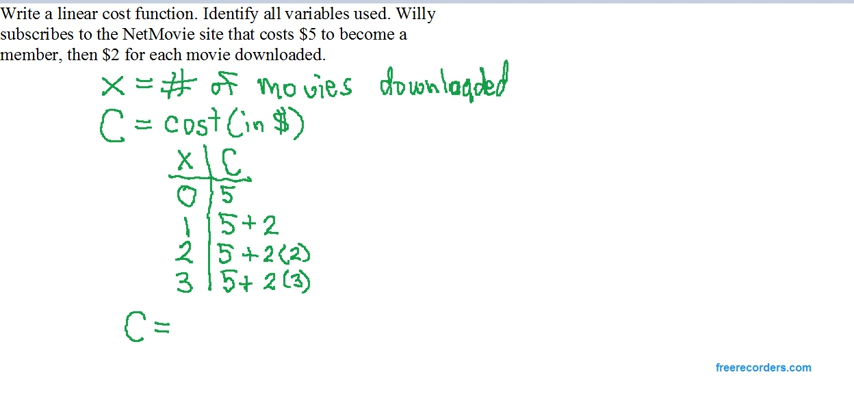 Write a linear cost function. Identify all variables used. Willy
subscribes to the NetMovie site that costs $5 to become a
member, then $2 for each movie downloaded.
X = # of movies downloaded
C = cost (in $)
X | C
0 | 5
1 | 5 + 2
2 | 5 + 2(2)
3 | 5 + 2(3)
C =
freerecorders.com